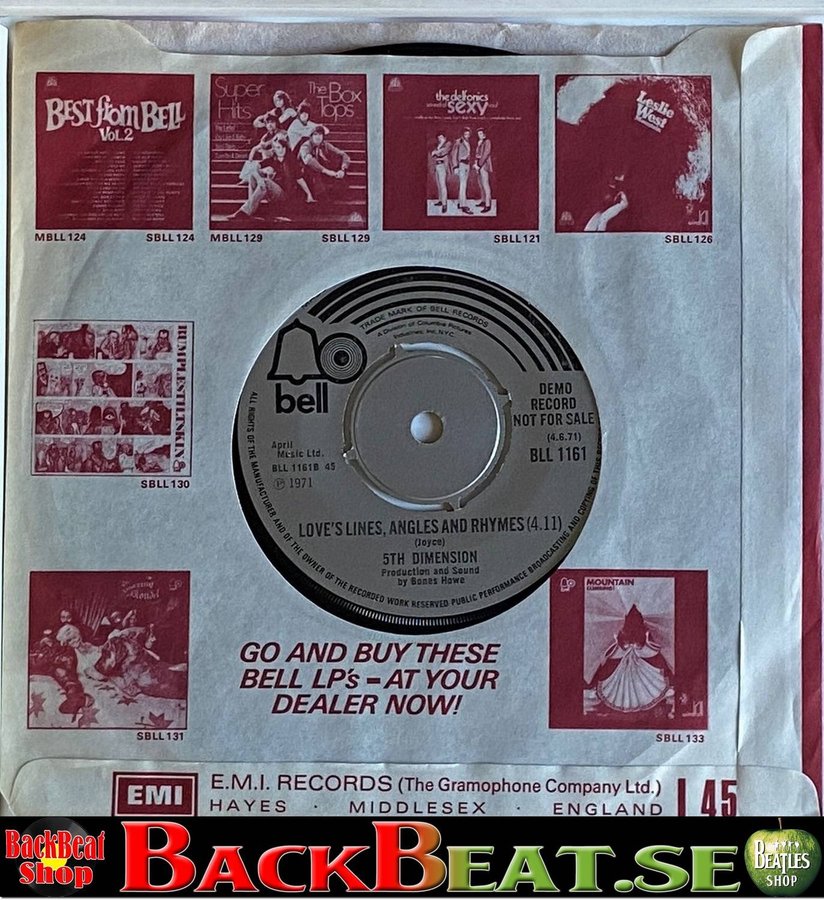 BEST from BELL
VOL.2
Super
Hits
The Box
Tops
the delfonics
sexy
Leslie
West
MBLL 124
SBLL 124
MBLL 129
SBLL 129
SBLL 121
SBLL 126
RUMPLESTILTSKIN
SBLL 130
TRADE MARK OF BELL RECORDS
A Division of Columbia Pictures
Industries, Inc, N.Y.C.
bell
DEMO
RECORD
NOT FOR SALE
(4.6.71)
BLL 1161
April
Music Ltd.
BLL 1161B 45
℗ 1971
LOVE'S LINES, ANGLES AND RHYMES (4.11)
(Joyce)
5TH DIMENSION
Production and Sound
by Bones Howe
ALL RIGHTS OF THE MANUFACTURER AND OF THE OWNER OF THE RECORDED WORK RESERVED PUBLIC PERFORMANCE BROADCASTING AND COPYING OF THIS
SBLL 131
MOUNTAIN
CLIMBING!
SBLL 133
GO AND BUY THESE
BELL LP's – AT YOUR
DEALER NOW!
EMI
E.M.I. RECORDS (The Gramophone Company Ltd.)
HAYES · MIDDLESEX · ENGLAND
L 45
BackBeat
Shop
BACKBEAT.SE
BEATLES
SHOP